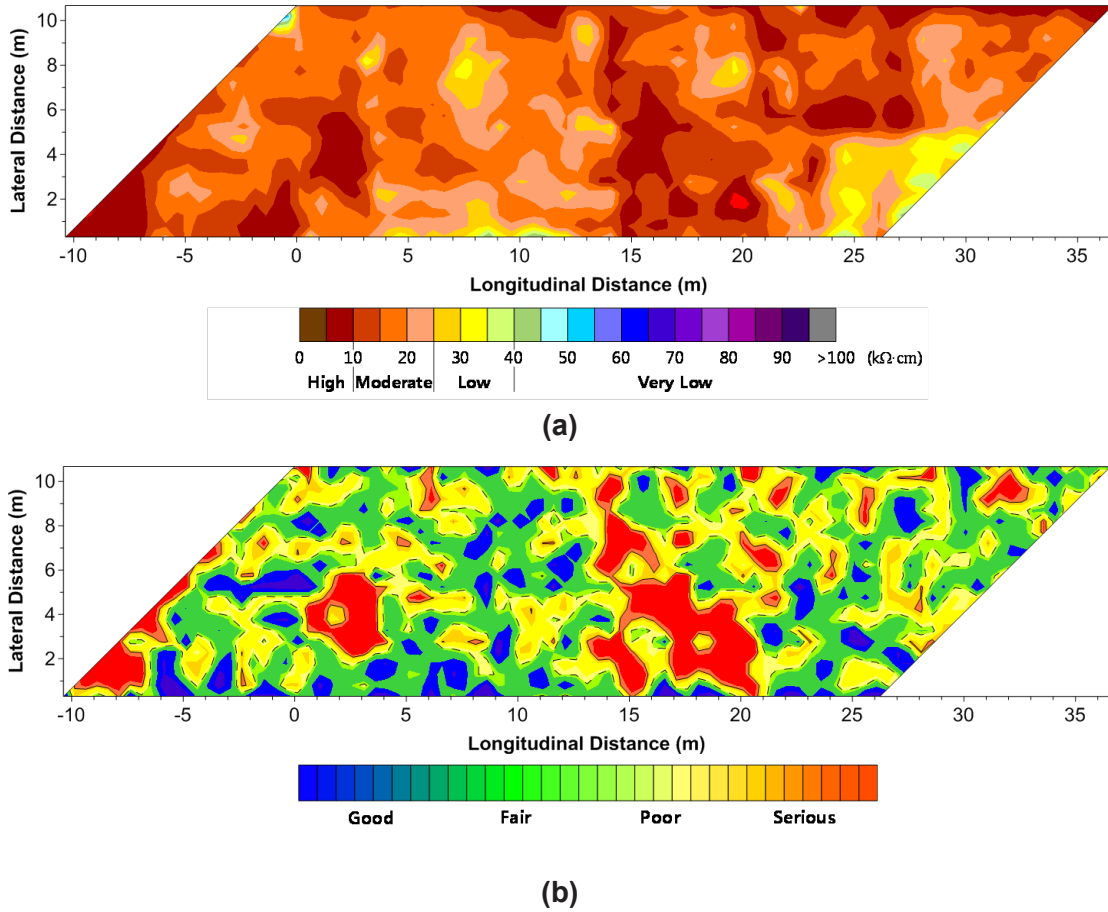 Lateral Distance (m)
10
8
6
4
2
-10 -5 0 5 10 15 20 25 30 35
Longitudinal Distance (m)
0 10 20 30 40 50 60 70 80 90 >100 (kΩ·cm)
High Moderate Low Very Low
(a)
Lateral Distance (m)
10
8
6
4
2
-10 -5 0 5 10 15 20 25 30 35
Longitudinal Distance (m)
Good Fair Poor Serious
(b)